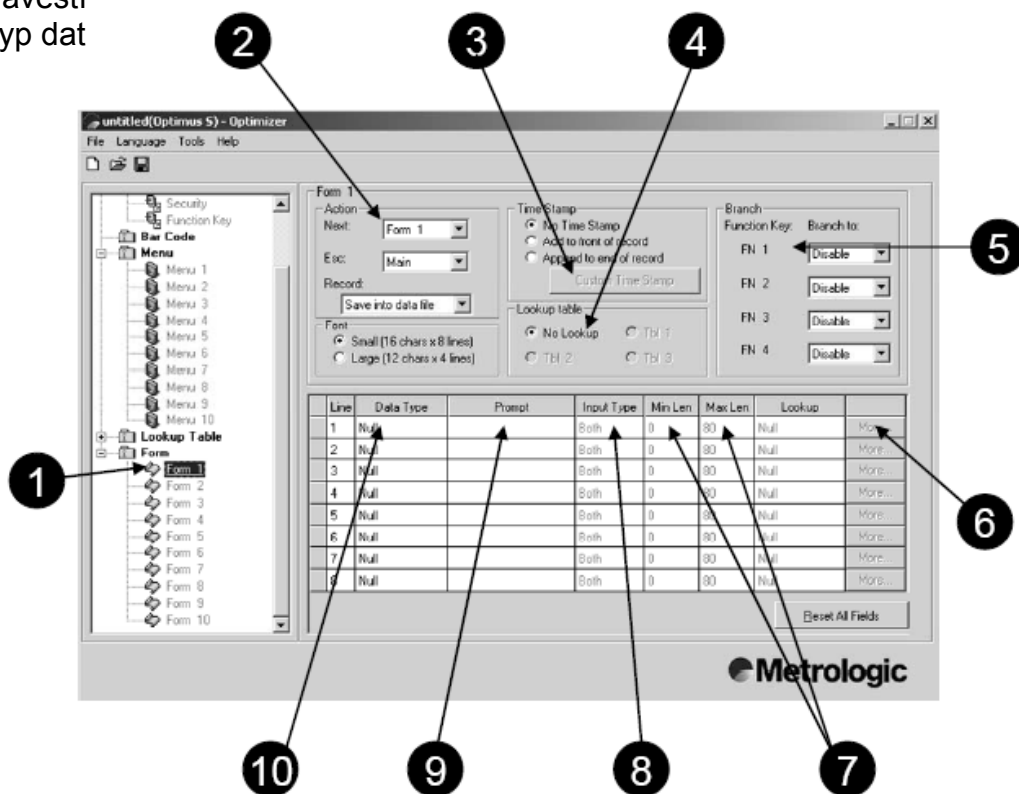 avesti
yp dat
2
3
4
untitled(Optimus S) - Optimizer
File Language Tools Help
Security
Function Key
Bar Code
Menu
Menu 1
Menu 2
Menu 3
Menu 4
Menu 5
Menu 6
Menu 7
Menu 8
Menu 9
Menu 10
Lookup Table
Form
Form 1
Form 2
Form 3
Form 4
Form 5
Form 6
Form 7
Form 8
Form 9
Form 10
1
Form 1
Action
Next: Form 1
Esc: Main
Record:
Save into data file
Font
Small (16 chars x 8 lines)
Large (12 chars x 4 lines)
Time Stamp
No Time Stamp
Add to front of record
Append to end of record
Custom Time Stamp
Lookup table
No Lookup Tbl 1
Tbl 2 Tbl 3
Branch
Function Key: Branch to:
FN 1 Disable
FN 2 Disable
FN 3 Disable
FN 4 Disable
5
Line Data Type Prompt Input Type Min Len Max Len Lookup
1 Null Both 0 80 Null More...
2 Null Both 0 80 Null More...
3 Null Both 0 80 Null More...
4 Null Both 0 80 Null More...
5 Null Both 0 80 Null More...
6 Null Both 0 80 Null More...
7 Null Both 0 80 Null More...
8 Null Both 0 80 Null More...
6
Reset All Fields
Metrologic
10
9
8
7